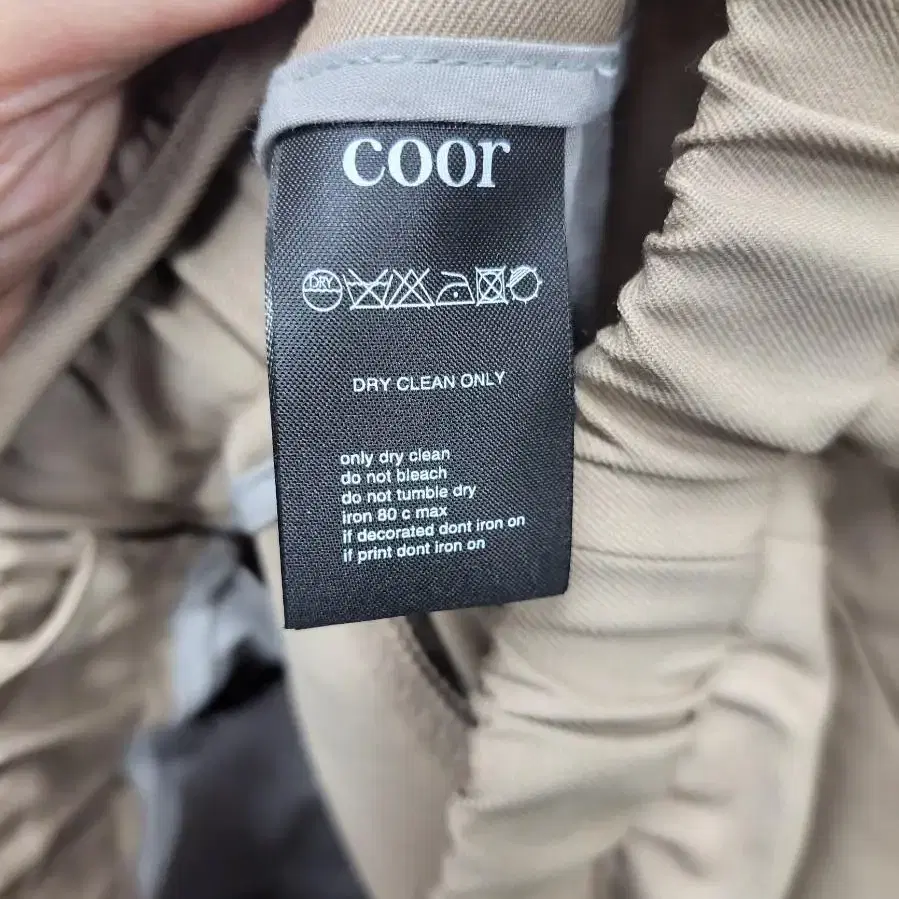 coor
DRY
DRY CLEAN ONLY
only dry clean
do not bleach
do not tumble dry
iron 80 c max
if decorated dont iron on
if print dont iron on